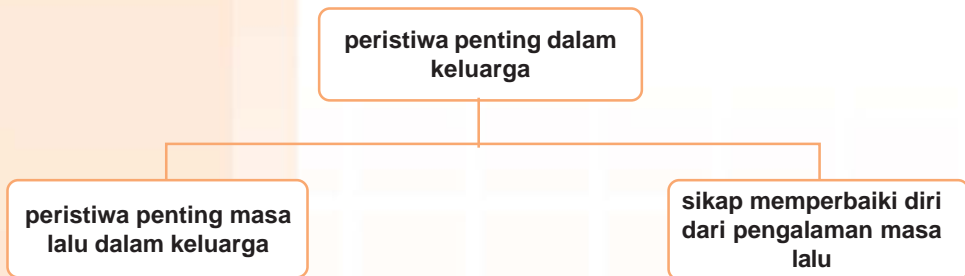 peristiwa penting dalam
keluarga
peristiwa penting masa
lalu dalam keluarga
sikap memperbaiki diri
dari pengalaman masa
lalu